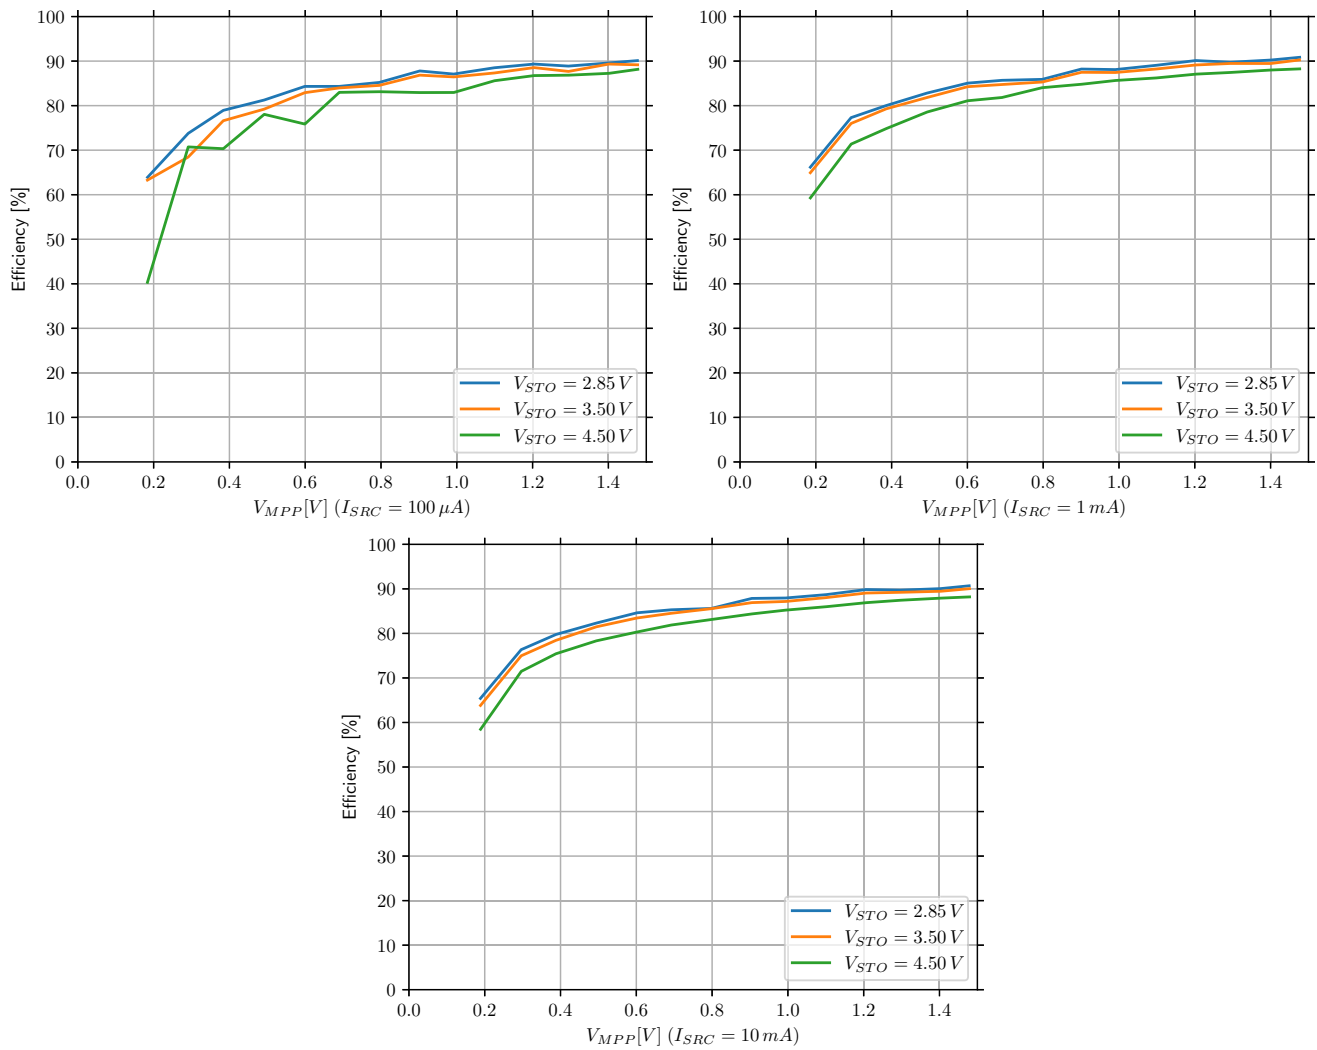 100
90
80
70
60
50
40
30
20
10
0
Efficiency [%]
V_STO = 2.85 V
V_STO = 3.50 V
V_STO = 4.50 V
0.0 0.2 0.4 0.6 0.8 1.0 1.2 1.4
V_MPP[V] (I_SRC = 100 μA)
100
90
80
70
60
50
40
30
20
10
0
Efficiency [%]
V_STO = 2.85 V
V_STO = 3.50 V
V_STO = 4.50 V
0.0 0.2 0.4 0.6 0.8 1.0 1.2 1.4
V_MPP[V] (I_SRC = 1 mA)
100
90
80
70
60
50
40
30
20
10
0
Efficiency [%]
V_STO = 2.85 V
V_STO = 3.50 V
V_STO = 4.50 V
0.0 0.2 0.4 0.6 0.8 1.0 1.2 1.4
V_MPP[V] (I_SRC = 10 mA)